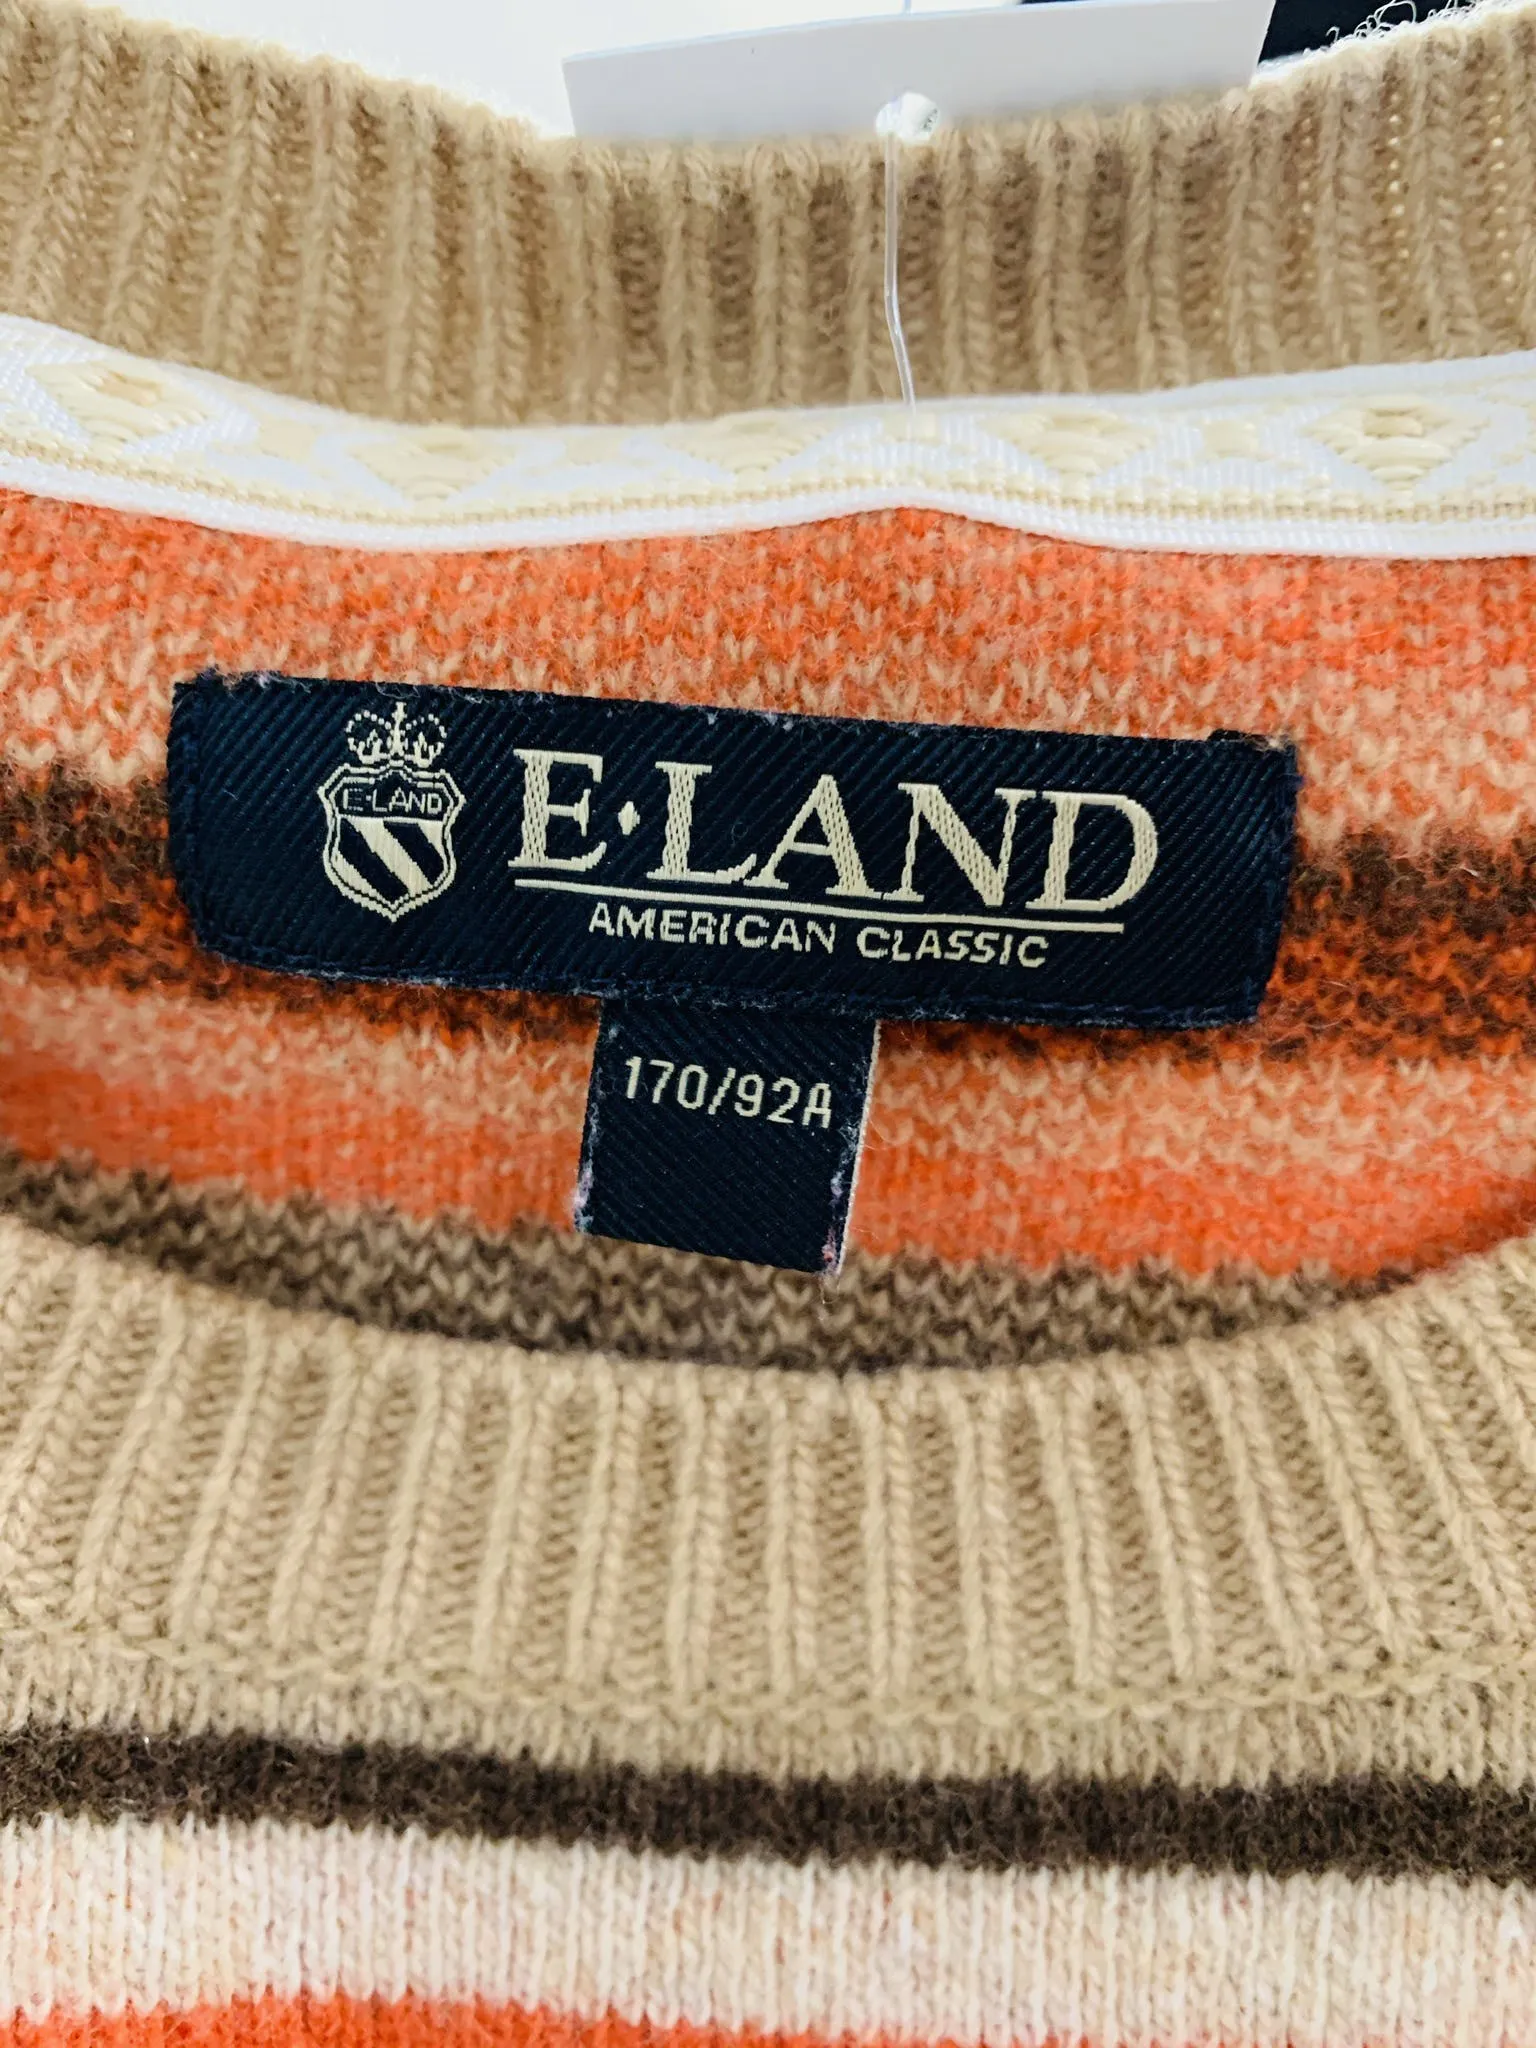 E·LAND
E·LAND
AMERICAN CLASSIC
170/92A